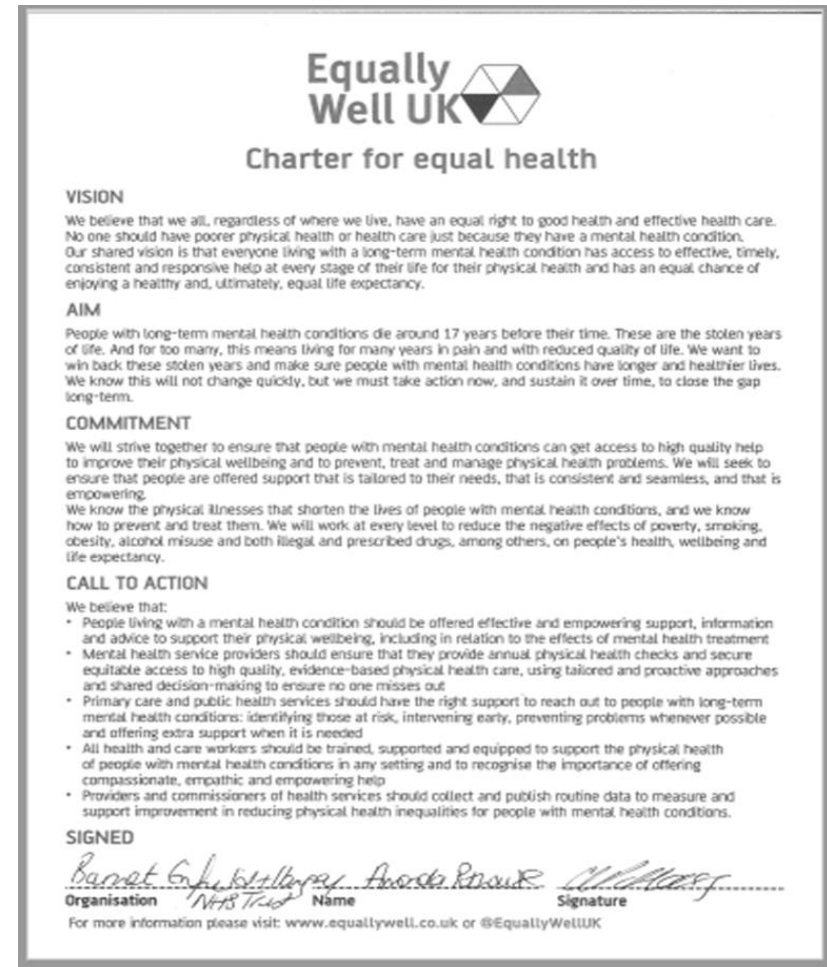 Equally
Well UK
Charter for equal health
VISION
We believe that we all, regardless of where we live, have an equal right to good health and effective health care.
No one should have poorer physical health or health care just because they have a mental health condition.
Our shared vision is that everyone living with a long-term mental health condition has access to effective, timely,
consistent and responsive help at every stage of their life for their physical health and has an equal chance of
enjoying a healthy and, ultimately, equal life expectancy.
AIM
People with long-term mental health conditions die around 17 years before their time. These are the stolen years
of life. And for too many, this means living for many years in pain and with reduced quality of life. We want to
win back these stolen years and make sure people with mental health conditions have longer and healthier lives.
We know this will not change quickly, but we must take action now, and sustain it over time, to close the gap
long-term.
COMMITMENT
We will strive together to ensure that people with mental health conditions can get access to high quality help
to improve their physical wellbeing and to prevent, treat and manage physical health problems. We will seek to
ensure that people are offered support that is tailored to their needs, that is consistent and seamless, and that is
empowering.
We know the physical illnesses that shorten the lives of people with mental health conditions, and we know
how to prevent and treat them. We will work at every level to reduce the negative effects of poverty, smoking,
obesity, alcohol misuse and both illegal and prescribed drugs, among others, on people's health, wellbeing and
life expectancy.
CALL TO ACTION
We believe that:
• People living with a mental health condition should be offered effective and empowering support, information
and advice to support their physical wellbeing, including in relation to the effects of mental health treatment
• Mental health service providers should ensure that they provide annual physical health checks and secure
equitable access to high quality, evidence-based physical health care, using tailored and proactive approaches
and shared decision-making to ensure no one misses out
• Primary care and public health services should have the right support to reach out to people with long-term
mental health conditions: identifying those at risk, intervening early, preventing problems whenever possible
and offering extra support when it is needed
• All health and care workers should be trained, supported and equipped to support the physical health
of people with mental health conditions in any setting and to recognise the importance of offering
compassionate, empathic and empowering help
• Providers and commissioners of health services should collect and publish routine data to measure and
support improvement in reducing physical health inequalities for people with mental health conditions.
SIGNED
Barnet
Organisation NHS Trust Name Signature
For more information please visit: www.equallywell.co.uk or @EquallyWellUK